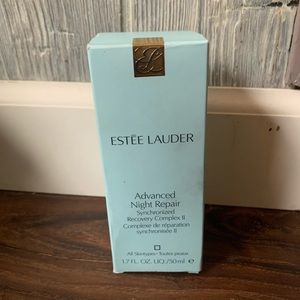 ESTĒE LAUDER
Advanced
Night Repair
Synchronized
Recovery Complex II
Complexe de réparation
synchronisée II
All Skintypes • Toutes peaux
1.7 FL. OZ. LIQ./50 ml ℮